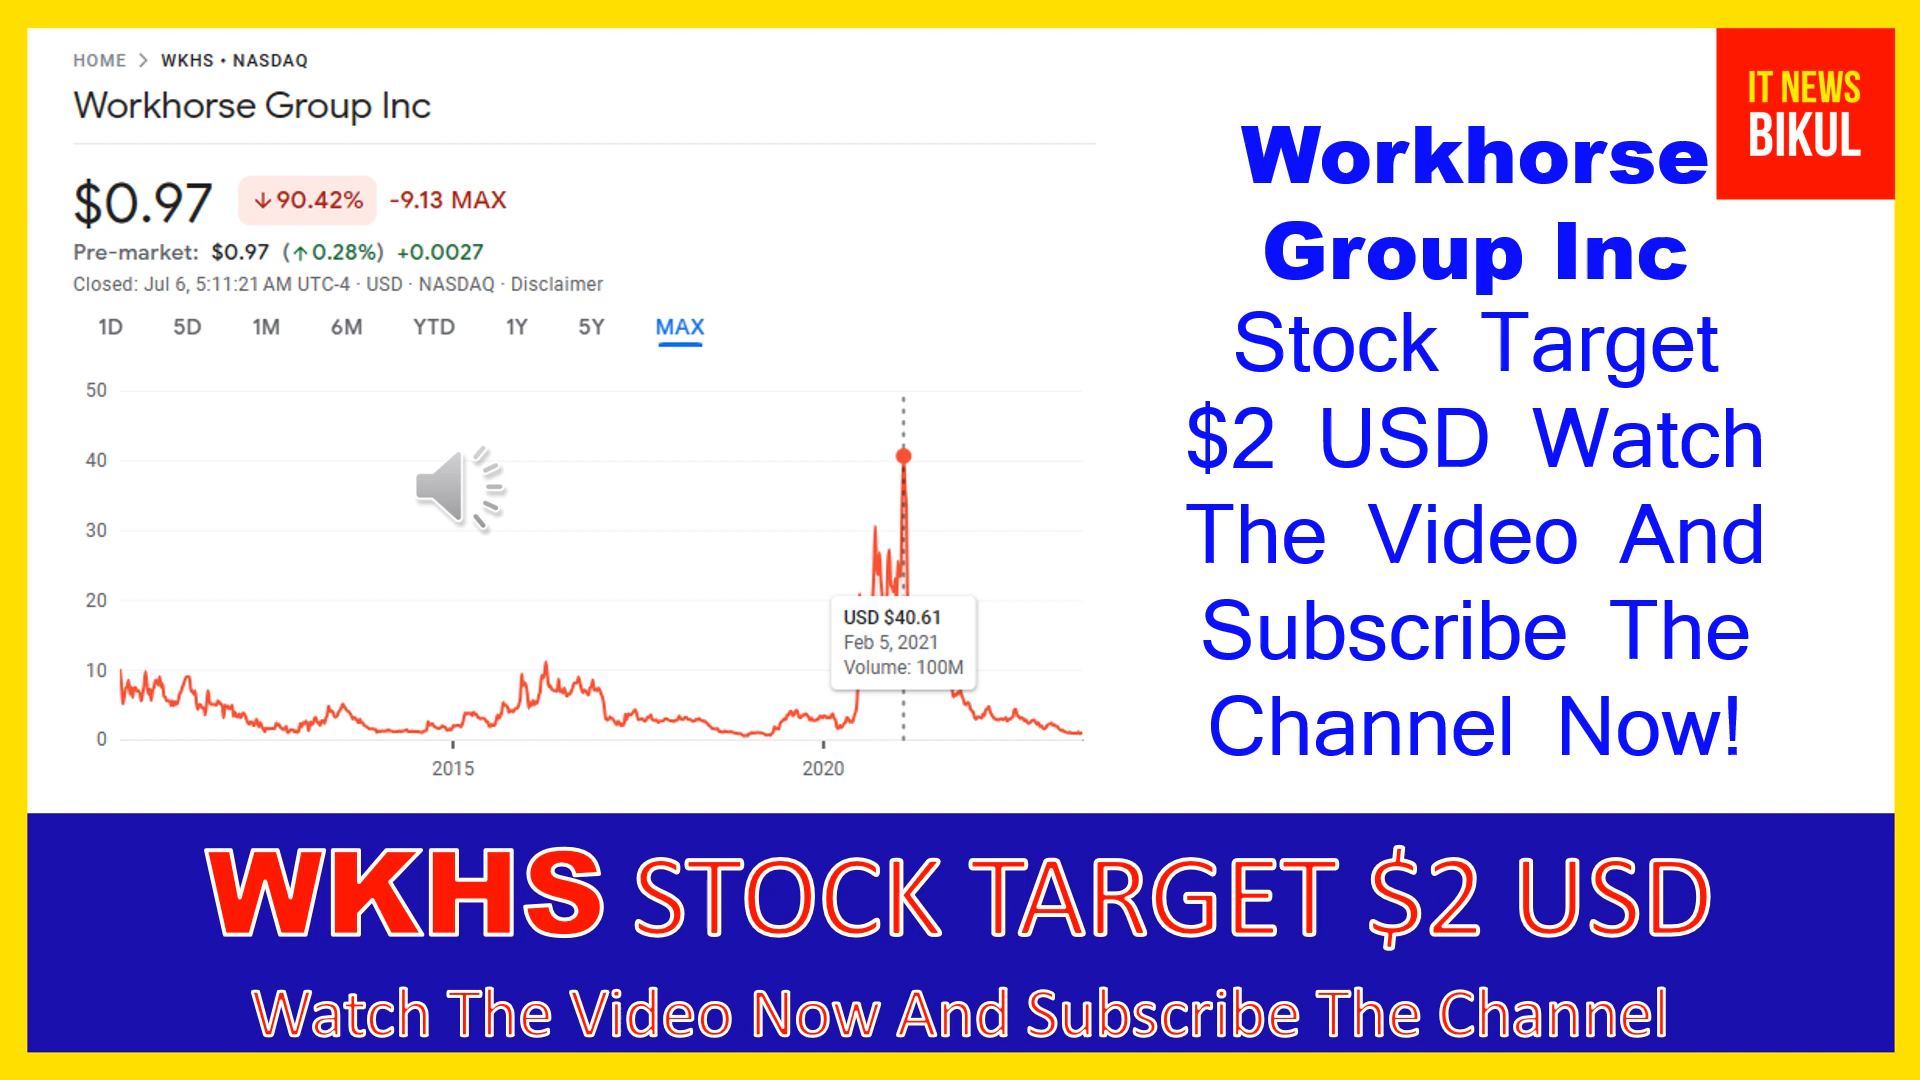 HOME > WKHS • NASDAQ
Workhorse Group Inc
$0.97 ↓90.42% -9.13 MAX
Pre-market: $0.97 (↑0.28%) +0.0027
Closed: Jul 6, 5:11:21 AM UTC-4 · USD · NASDAQ · Disclaimer
1D 5D 1M 6M YTD 1Y 5Y MAX
50
40
30
20
10
0
2015 2020
USD $40.61
Feb 5, 2021
Volume: 100M
IT NEWS
BIKUL
Workhorse
Group Inc
Stock Target
$2 USD Watch
The Video And
Subscribe The
Channel Now!
WKHS STOCK TARGET $2 USD
Watch The Video Now And Subscribe The Channel